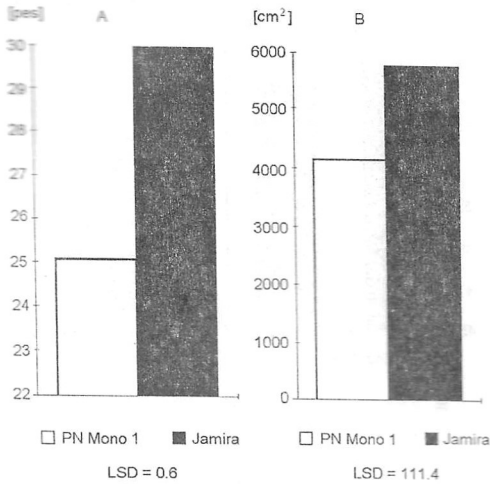 [pes]
A
30
29
28
27
26
25
24
23
22
PN Mono 1
Jamira
LSD = 0.6
[cm²]
B
6000
5000
4000
3000
2000
1000
0
PN Mono 1
Jamira
LSD = 111.4